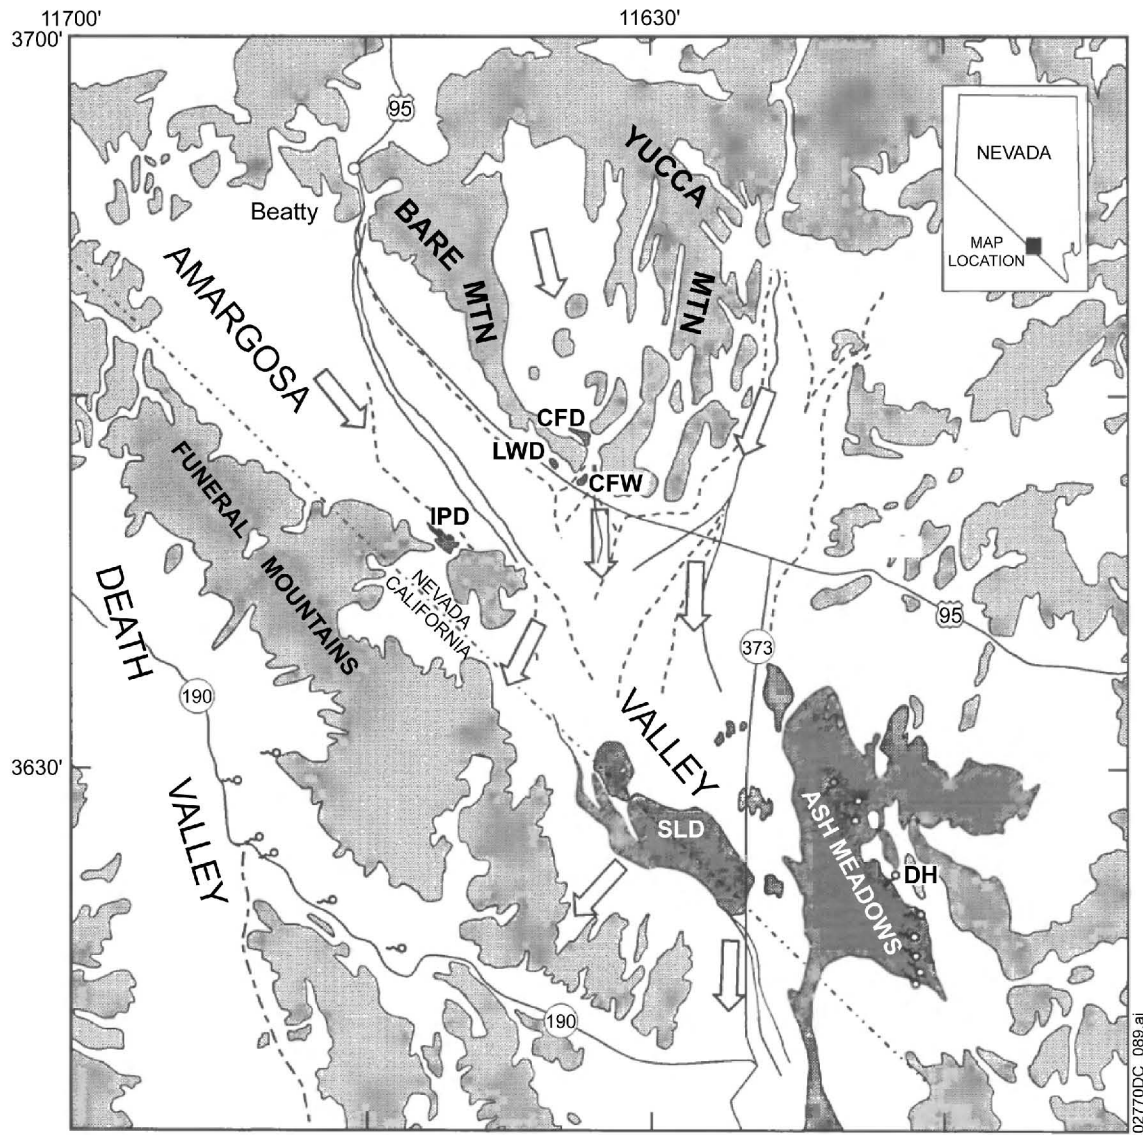 11700'
11630'
3700'
95
YUCCA
MTN
NEVADA
MAP
LOCATION
Beatty
BARE
MTN
AMARGOSA
CFD
LWD
CFW
FUNERAL
MOUNTAINS
IPD
NEVADA
CALIFORNIA
DEATH
VALLEY
190
95
373
VALLEY
3630'
SLD
ASH MEADOWS
DH
190
02770DC_089.ai